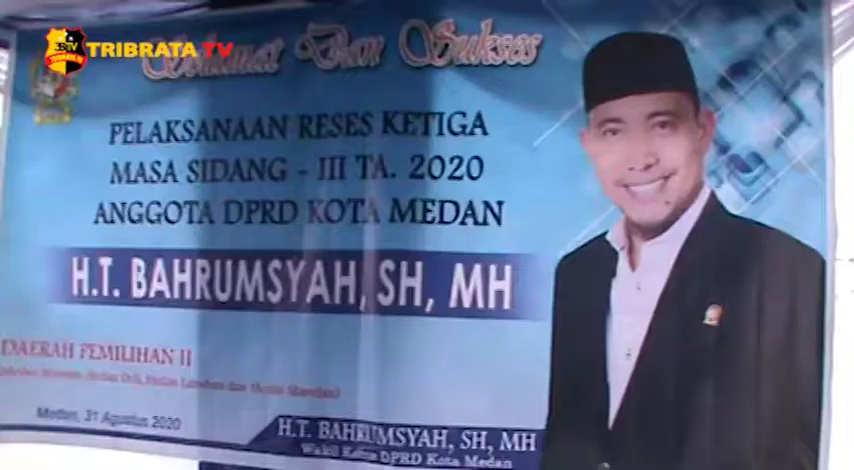 TRIBRATA TV
Selamat Dan Sukses
PELAKSANAAN RESES KETIGA
MASA SIDANG - III TA. 2020
ANGGOTA DPRD KOTA MEDAN
H.T. BAHRUMSYAH, SH, MH
DAERAH PEMILIHAN II
Medan, 31 Agustus 2020
H.T. BAHRUMSYAH, SH, MH
Wakil Ketua DPRD Kota Medan